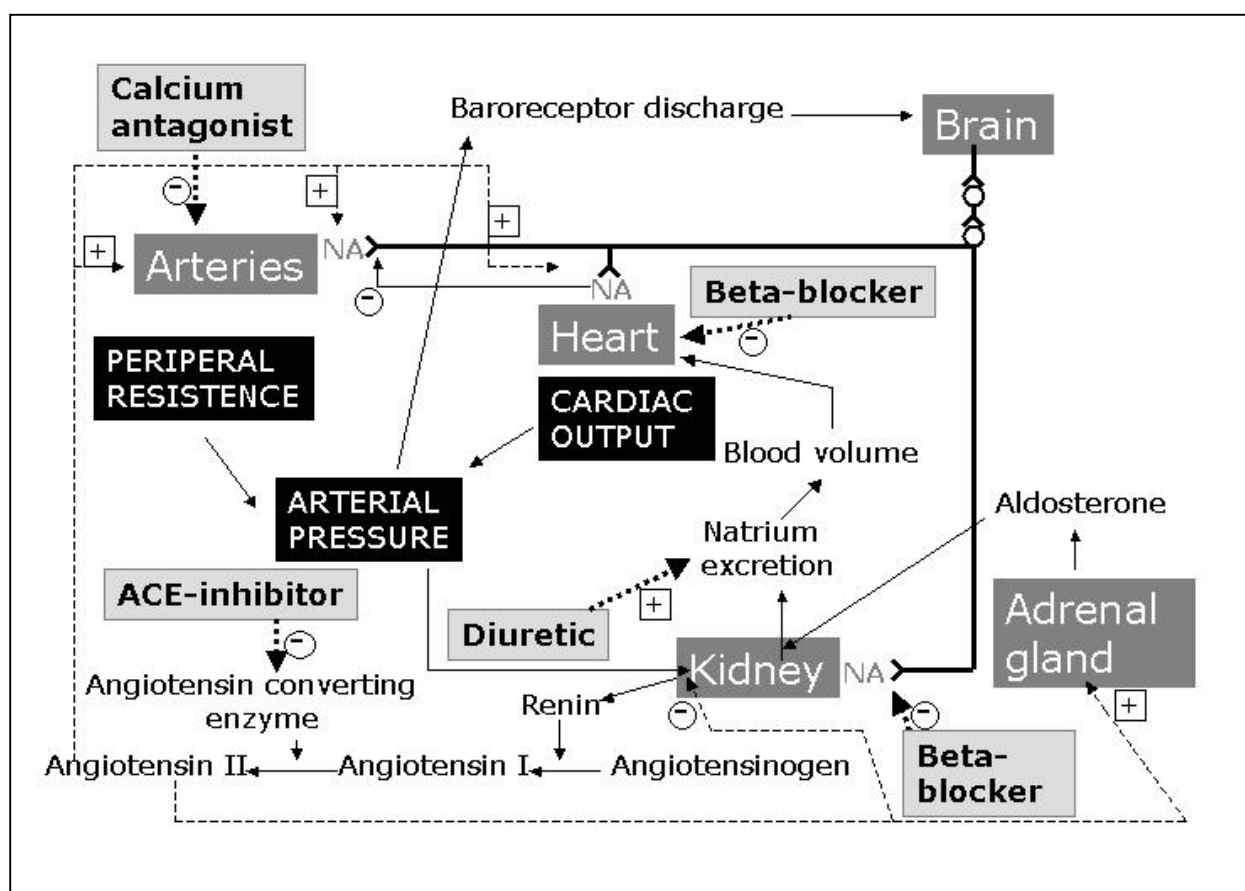 Calcium
antagonist
Baroreceptor discharge
Brain
-
+
+
+
Arteries
NA
NA
-
Beta-blocker
-
Heart
PERIPERAL
RESISTENCE
CARDIAC
OUTPUT
Blood volume
ARTERIAL
PRESSURE
Natrium
excretion
Aldosterone
ACE-inhibitor
-
Diuretic
+
Adrenal
gland
Kidney
NA
Angiotensin converting
enzyme
Renin
-
-
+
Beta-
blocker
Angiotensin II
Angiotensin I
Angiotensinogen